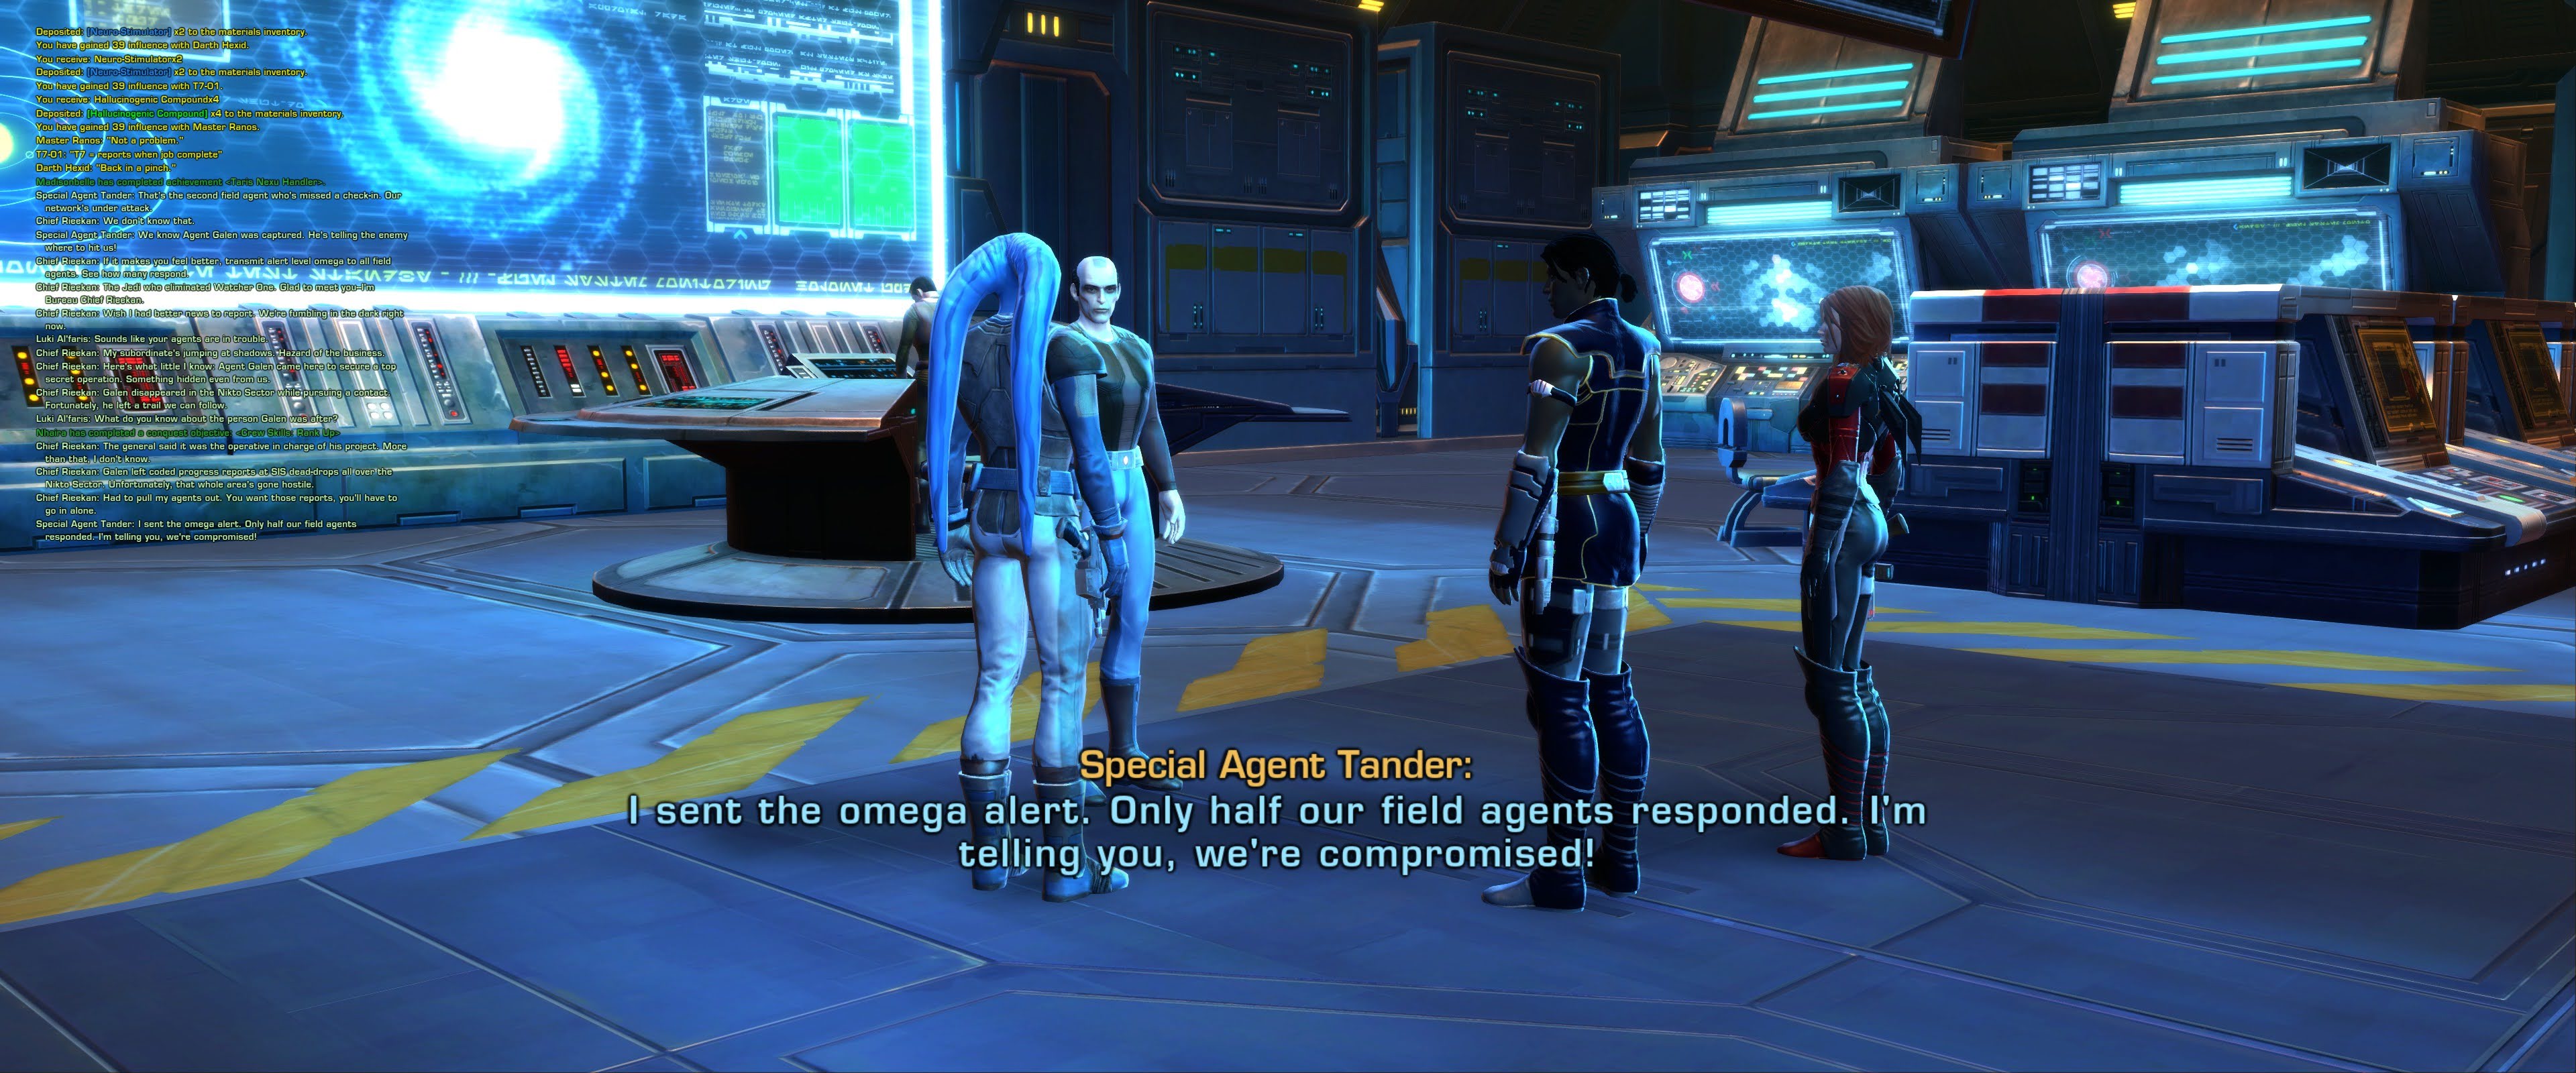 Deposited: [Neuro-Stimulator] x2 to the materials inventory.
You have gained 39 influence with Darth Hexid.
You receive: Neuro-Stimulatorx2
Deposited: [Neuro-Stimulator] x2 to the materials inventory.
You have gained 39 influence with T7-01.
You receive: Hallucinogenic Compoundx4
Deposited: [Hallucinogenic Compound] x4 to the materials inventory.
You have gained 39 influence with Master Ranos.
Master Ranos: "Not a problem."
T7-01: "T7 = reports when job complete"
Darth Hexid: "Back in a pinch."
Madisonbelle has completed achievement <Taris Nexu Handler>.
Special Agent Tander: That's the second field agent who's missed a check-in. Our
network's under attack.
Chief Rieekan: We don't know that.
Special Agent Tander: We know Agent Galen was captured. He's telling the enemy
where to hit us!
Chief Rieekan: If it makes you feel better, transmit alert level omega to all field
agents. See how many respond.
Chief Rieekan: The Jedi who eliminated Watcher One. Glad to meet you--I'm
Bureau Chief Rieekan.
Chief Rieekan: Wish I had better news to report. We're fumbling in the dark right
now.
Luki Al'faris: Sounds like your agents are in trouble.
Chief Rieekan: My subordinate's jumping at shadows. Hazard of the business.
Chief Rieekan: Here's what little I know: Agent Galen came here to secure a top
secret operation. Something hidden even from us.
Chief Rieekan: Galen disappeared in the Nikto Sector while pursuing a contact.
Fortunately, he left a trail we can follow.
Luki Al'faris: What do you know about the person Galen was after?
Nhaira has completed a conquest objective: <Crew Skills: Rank Up>
Chief Rieekan: The general said it was the operative in charge of his project. More
than that, I don't know.
Chief Rieekan: Galen left coded progress reports at SIS dead-drops all over the
Nikto Sector. Unfortunately, that whole area's gone hostile.
Chief Rieekan: Had to pull my agents out. You want those reports, you'll have to
go in alone.
Special Agent Tander: I sent the omega alert. Only half our field agents
responded. I'm telling you, we're compromised!
Special Agent Tander:
I sent the omega alert. Only half our field agents responded. I'm
telling you, we're compromised!